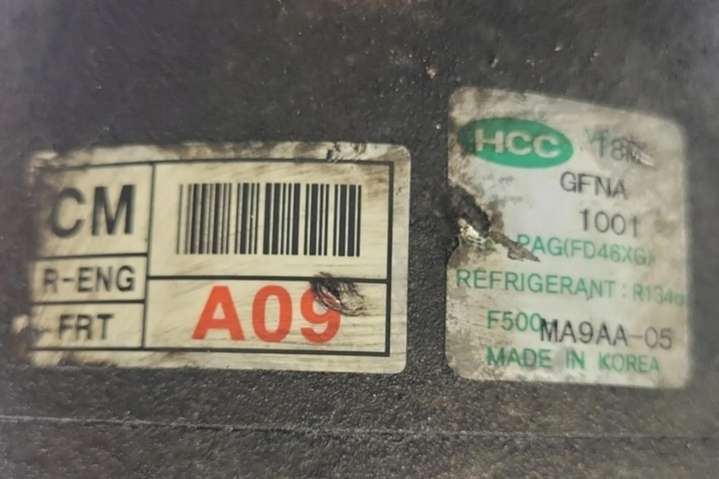 CM
R-ENG
FRT
A09
HCC
GFNA
1001
PAG(FD46XG)
REFRIGERANT : R134a
F500 MA9AA-05
MADE IN KOREA